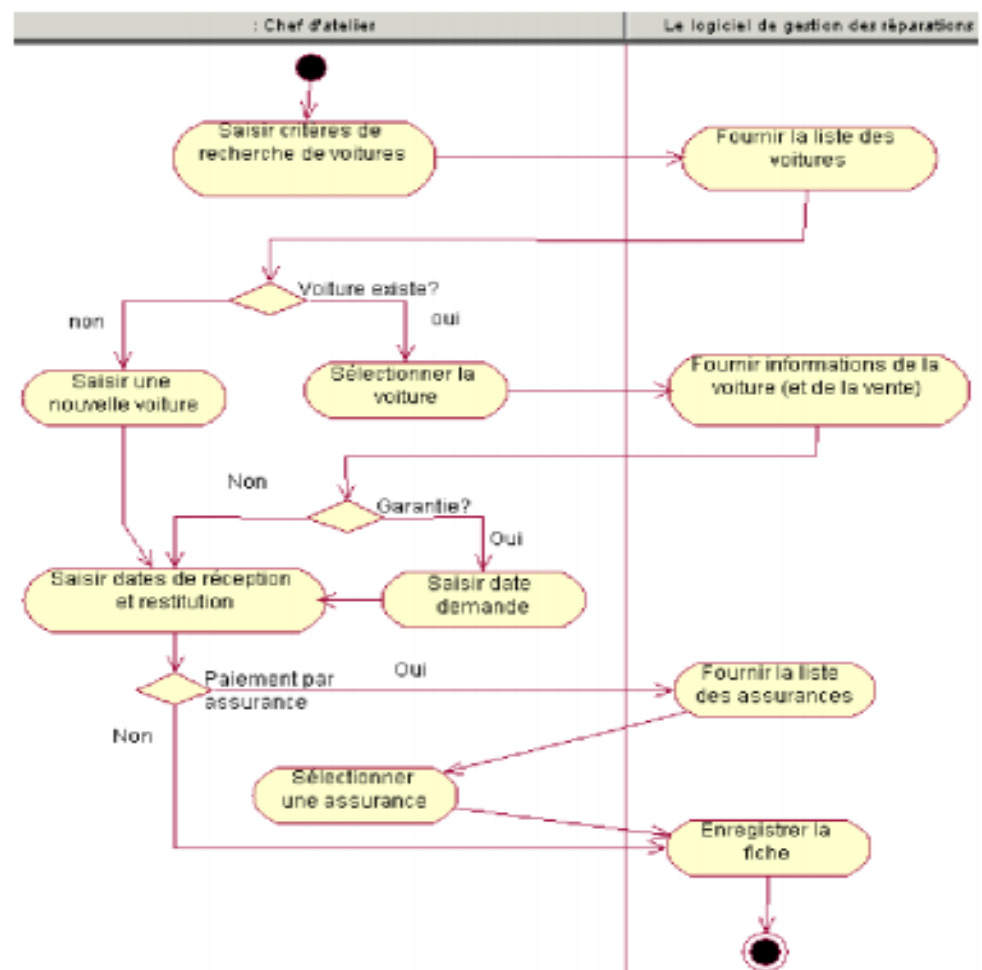 : Chef d'atelier
Le logiciel de gestion des réparations
Saisir critères de
recherche de voitures
Fournir la liste des
voitures
Voiture existe?
non
oui
Saisir une
nouvelle voiture
Sélectionner la
voiture
Fournir informations de la
voiture (et de la vente)
Non
Garantie?
Oui
Saisir dates de réception
et restitution
Saisir date
demande
Paiement par
assurance
Oui
Non
Fournir la liste
des assurances
Sélectionner
une assurance
Enregistrer la
fiche